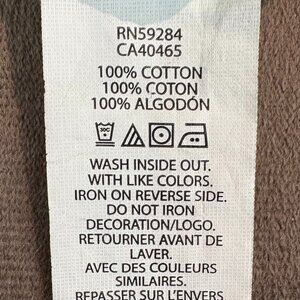 RN59284
CA40465
100% COTTON
100% COTON
100% ALGODÓN
30C
WASH INSIDE OUT.
WITH LIKE COLORS.
IRON ON REVERSE SIDE.
DO NOT IRON
DECORATION/LOGO.
RETOURNER AVANT DE
LAVER.
AVEC DES COULEURS
SIMILAIRES.
REPASSER SUR L'ENVERS